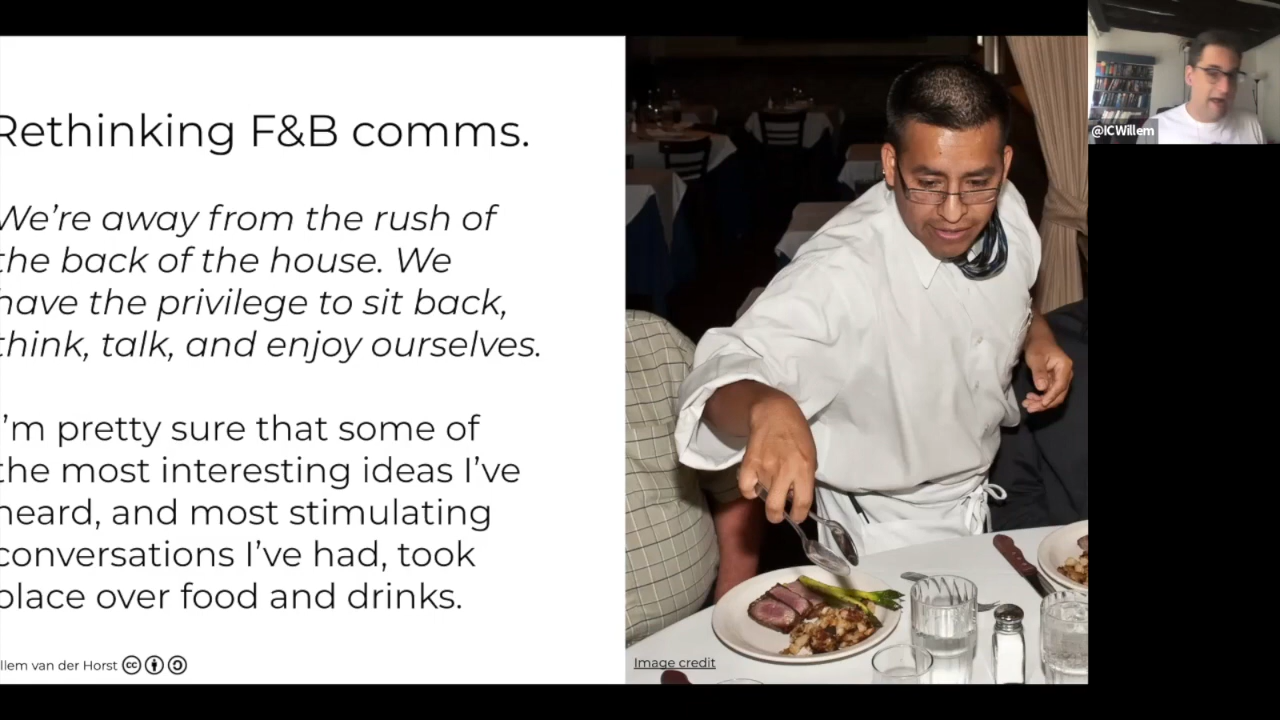 Rethinking F&B comms.
We're away from the rush of
the back of the house. We
have the privilege to sit back,
think, talk, and enjoy ourselves.
I'm pretty sure that some of
the most interesting ideas I've
heard, and most stimulating
conversations I've had, took
place over food and drinks.
llem van der Horst
Image credit
@ICWillem